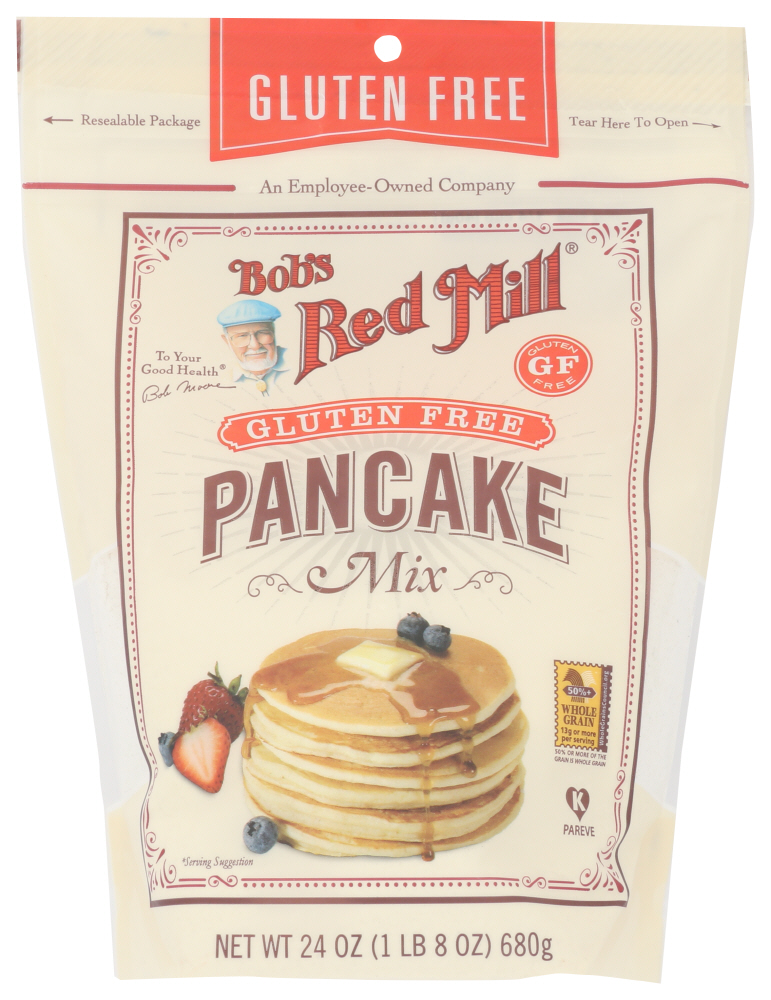 GLUTEN FREE
Resealable Package
Tear Here To Open
An Employee-Owned Company
Bob's
Red Mill®
To Your
Good Health®
Bob Moore
GLUTEN
GF
FREE
GLUTEN FREE
PANCAKE
Mix
50%+
WHOLE
GRAIN
13g or more
per serving
WholeGrainsCouncil.org
50% OR MORE OF THE
GRAIN IS WHOLE GRAIN
K
PAREVE
*Serving Suggestion
NET WT 24 OZ (1 LB 8 OZ) 680g